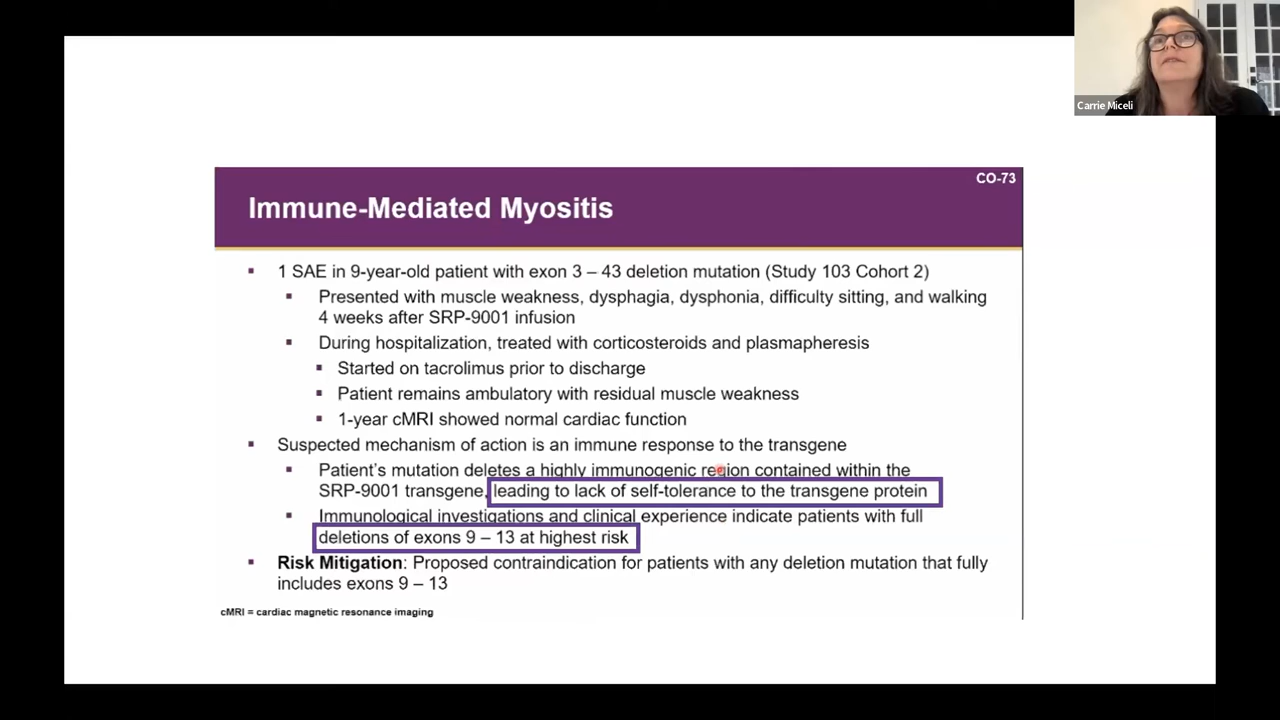 Carrie Miceli
CO-73
Immune-Mediated Myositis
▪ 1 SAE in 9-year-old patient with exon 3 – 43 deletion mutation (Study 103 Cohort 2)
▪ Presented with muscle weakness, dysphagia, dysphonia, difficulty sitting, and walking
4 weeks after SRP-9001 infusion
▪ During hospitalization, treated with corticosteroids and plasmapheresis
▪ Started on tacrolimus prior to discharge
▪ Patient remains ambulatory with residual muscle weakness
▪ 1-year cMRI showed normal cardiac function
▪ Suspected mechanism of action is an immune response to the transgene
▪ Patient's mutation deletes a highly immunogenic region contained within the
SRP-9001 transgene, leading to lack of self-tolerance to the transgene protein
▪ Immunological investigations and clinical experience indicate patients with full
deletions of exons 9 – 13 at highest risk
▪ Risk Mitigation: Proposed contraindication for patients with any deletion mutation that fully
includes exons 9 – 13
cMRI = cardiac magnetic resonance imaging